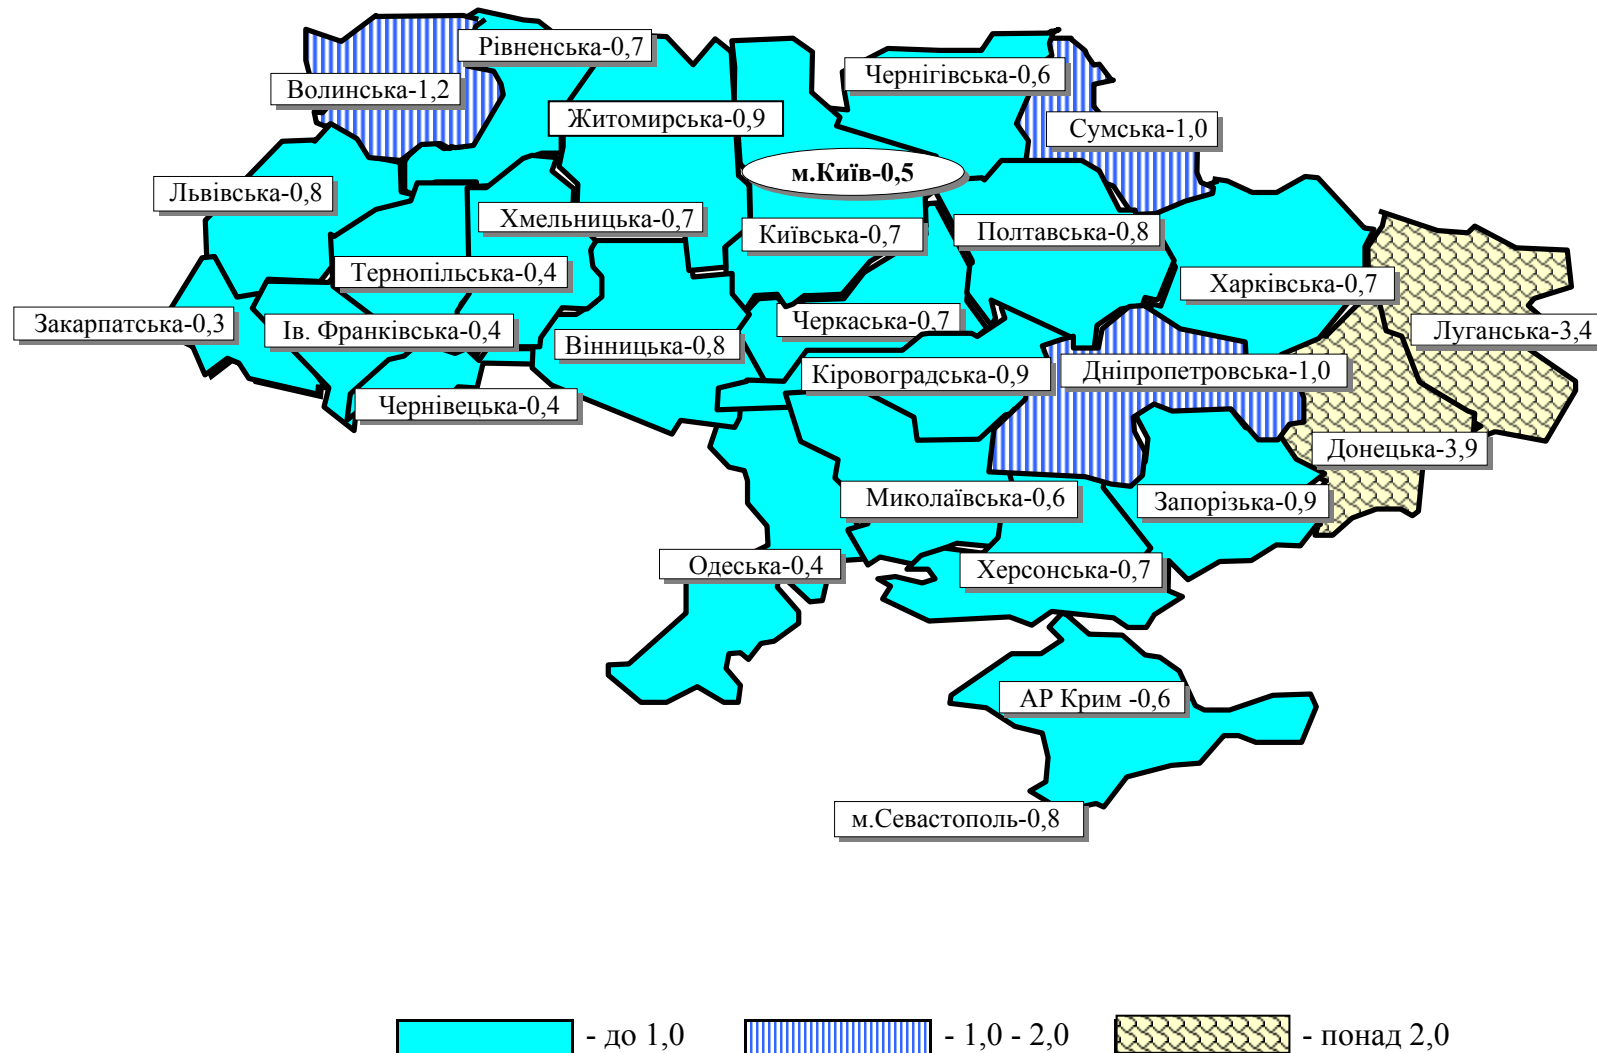 Рівненська-0,7
Волинська-1,2
Чернігівська-0,6
Житомирська-0,9
Сумська-1,0
м.Київ-0,5
Львівська-0,8
Хмельницька-0,7
Київська-0,7
Полтавська-0,8
Тернопільська-0,4
Харківська-0,7
Закарпатська-0,3
Ів. Франківська-0,4
Вінницька-0,8
Черкаська-0,7
Луганська-3,4
Кіровоградська-0,9
Дніпропетровська-1,0
Чернівецька-0,4
Донецька-3,9
Миколаївська-0,6
Запорізька-0,9
Одеська-0,4
Херсонська-0,7
АР Крим -0,6
м.Севастополь-0,8
- до 1,0
- 1,0 - 2,0
- понад 2,0